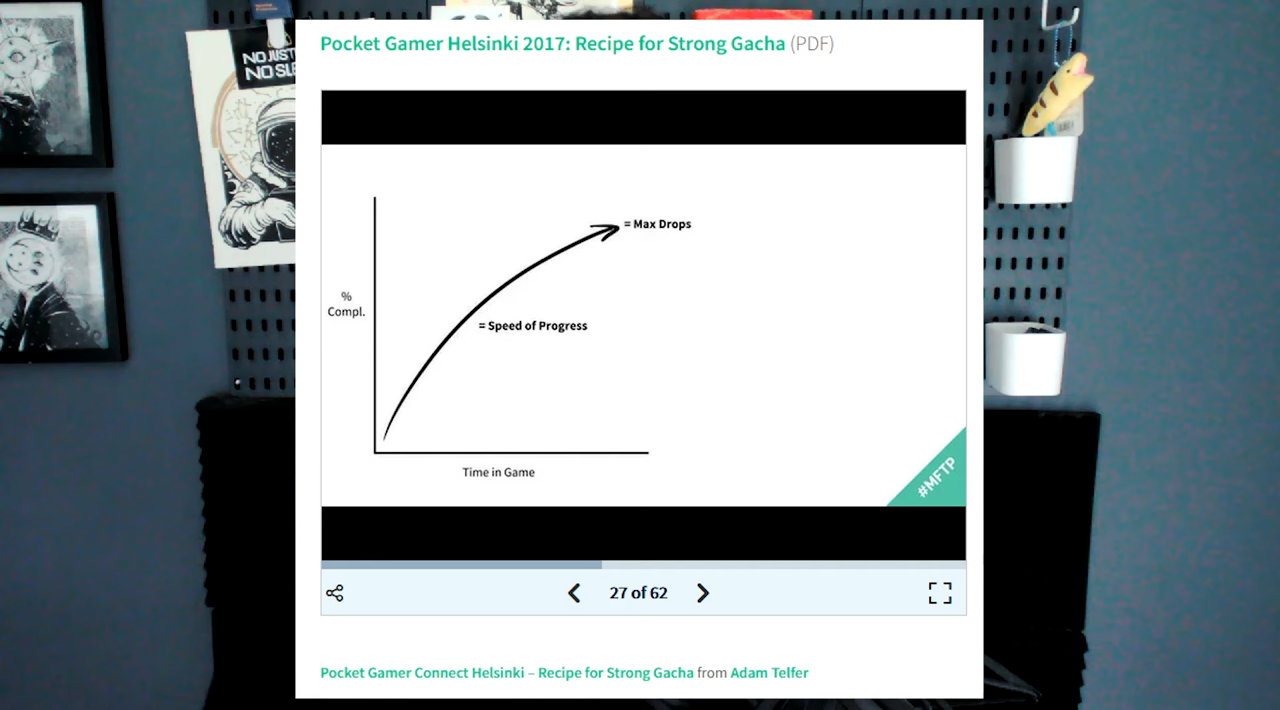 Pocket Gamer Helsinki 2017: Recipe for Strong Gacha (PDF)
NO JUST
NO SL
= Max Drops
%
Compl.
= Speed of Progress
Time in Game
#MFTP
27 of 62
Pocket Gamer Connect Helsinki – Recipe for Strong Gacha from Adam Telfer